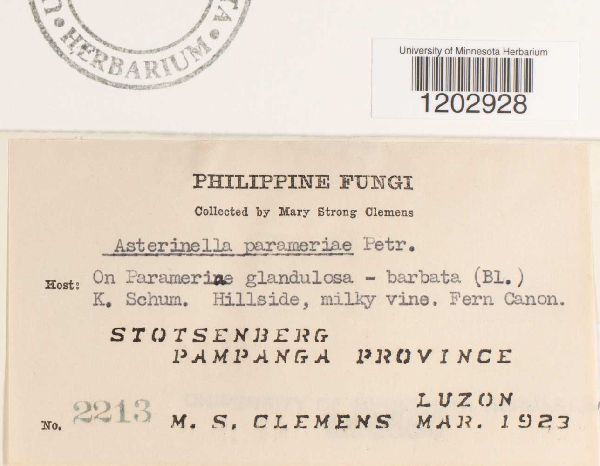 HERBARIUM
University of Minnesota Herbarium
1202928
PHILIPPINE FUNGI
Collected by Mary Strong Clemens
Asterinella parameriae Petr.
Host: On Paramerine glandulosa - barbata (Bl.)
K. Schum. Hillside, milky vine. Fern Canon.
STOTSENBERG
PAMPANGA PROVINCE
LUZON
No. 2213 M. S. CLEMENS MAR. 1923